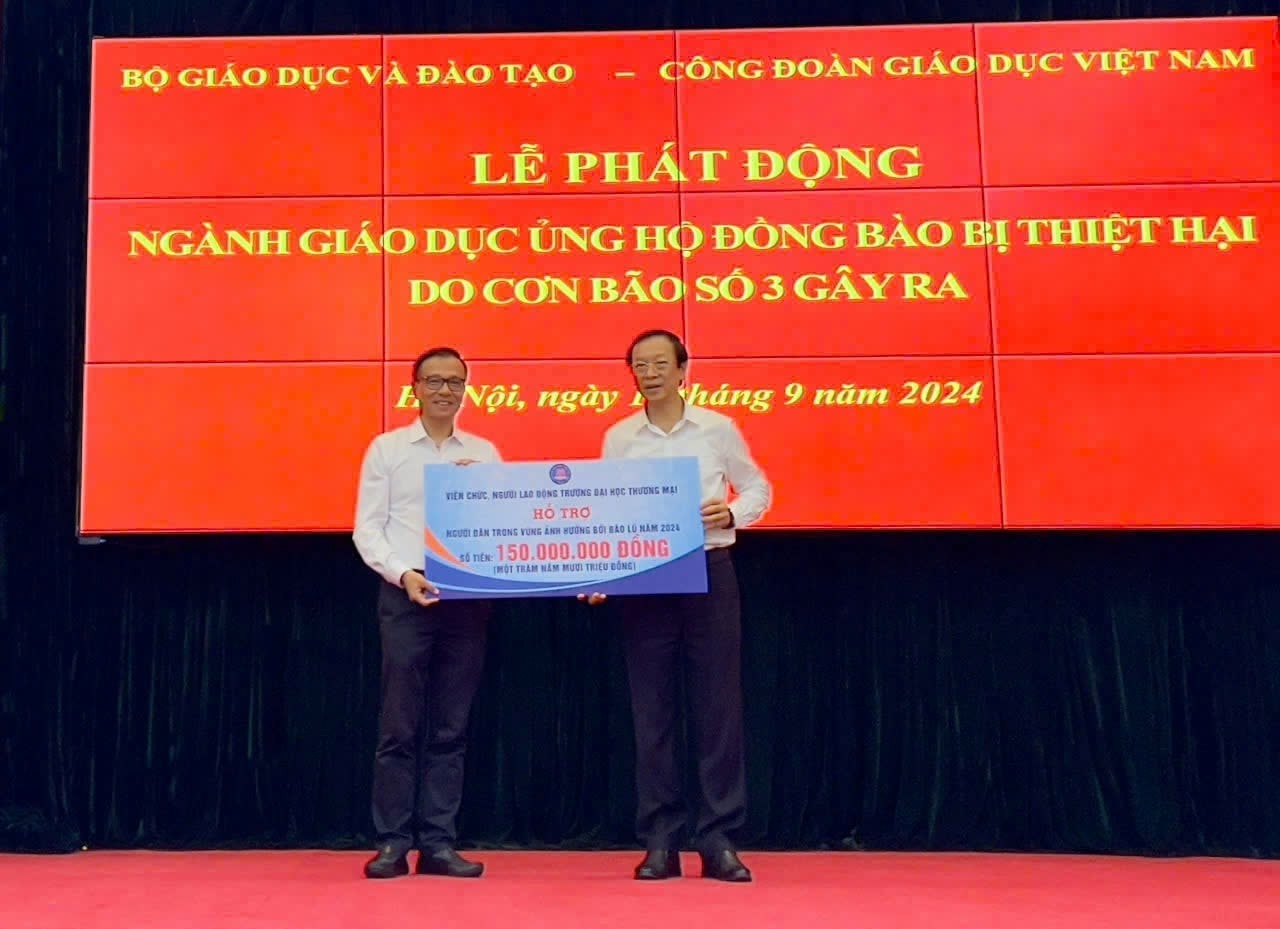 BỘ GIÁO DỤC VÀ ĐÀO TẠO – CÔNG ĐOÀN GIÁO DỤC VIỆT NAM
LỄ PHÁT ĐỘNG
NGÀNH GIÁO DỤC ỦNG HỘ ĐỒNG BÀO BỊ THIỆT HẠI
DO CƠN BÃO SỐ 3 GÂY RA
Nội, ngày tháng 9 năm 2024
VIÊN CHỨC, NGƯỜI LAO ĐỘNG TRƯỜNG ĐẠI HỌC THƯƠNG MẠI
HỖ TRỢ
NGƯỜI DÂN TRONG VÙNG ẢNH HƯỞNG BỞI BÃO LŨ NĂM 2024
SỐ TIỀN: 150.000.000 ĐỒNG
(MỘT TRĂM NĂM MƯƠI TRIỆU ĐỒNG)